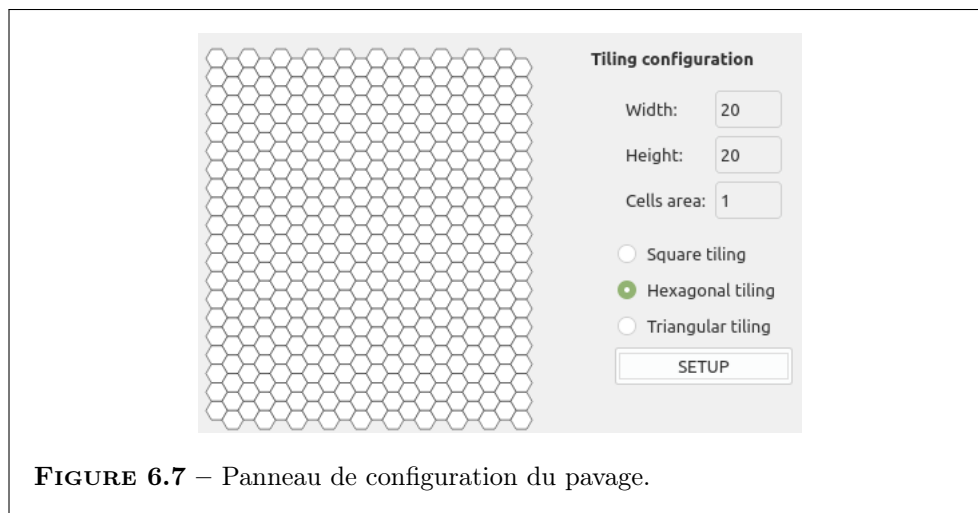 Tiling configuration
Width: 20
Height: 20
Cells area: 1
Square tiling
Hexagonal tiling
Triangular tiling
SETUP
FIGURE 6.7 – Panneau de configuration du pavage.